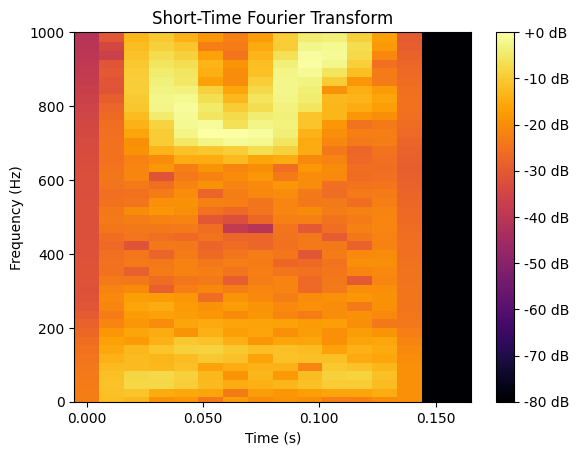 Short-Time Fourier Transform
1000
800
600
400
200
0
Frequency (Hz)
0.000
0.050
0.100
0.150
Time (s)
+0 dB
-10 dB
-20 dB
-30 dB
-40 dB
-50 dB
-60 dB
-70 dB
-80 dB